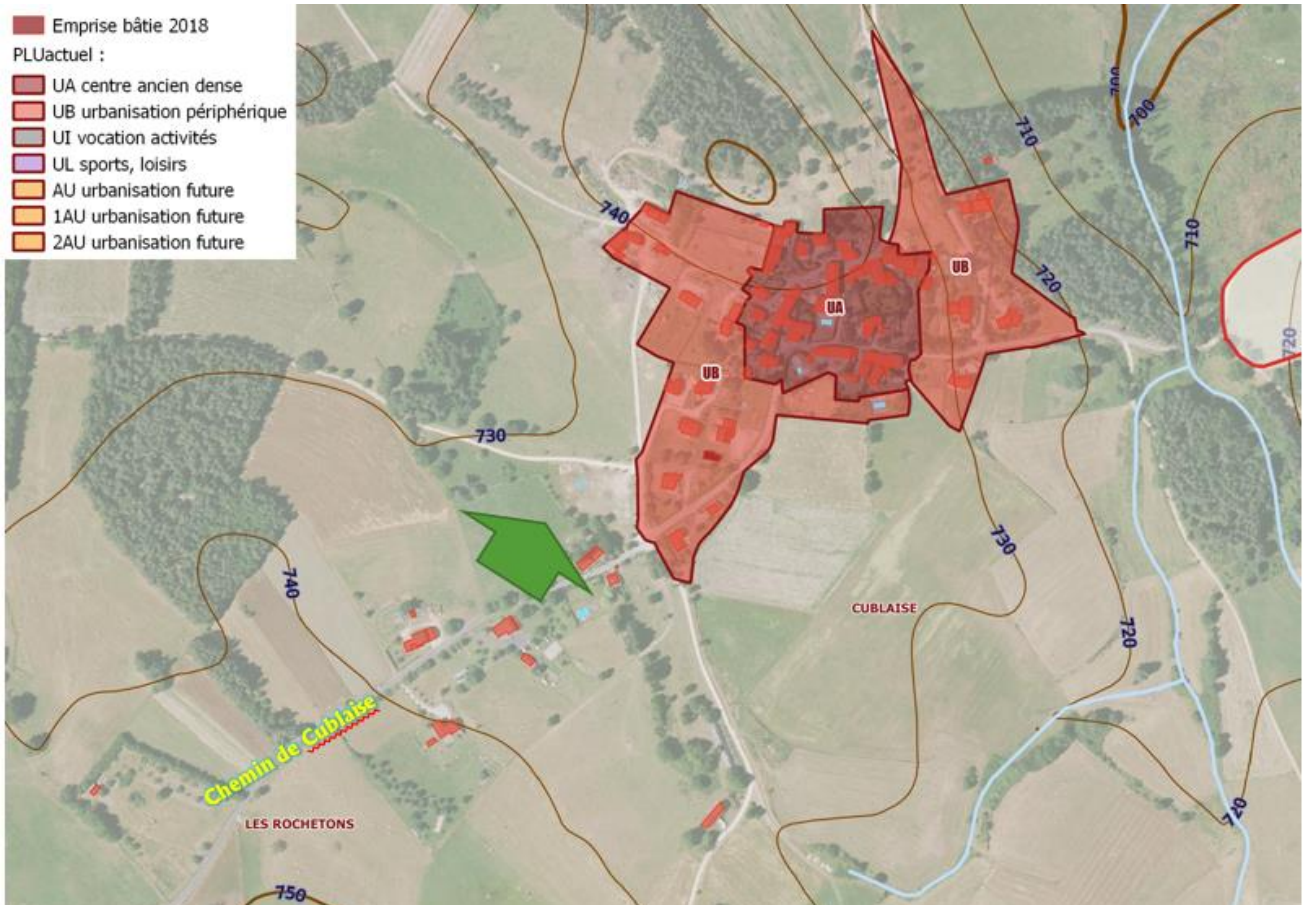 Emprise bâtie 2018
PLUactuel :
UA centre ancien dense
UB urbanisation périphérique
UI vocation activités
UL sports, loisirs
AU urbanisation future
1AU urbanisation future
2AU urbanisation future
700
700
710
710
740
720
UB
UA
720
UB
730
730
740
CUBLAISE
720
Chemin de Cublaise
LES ROCHETONS
720
750